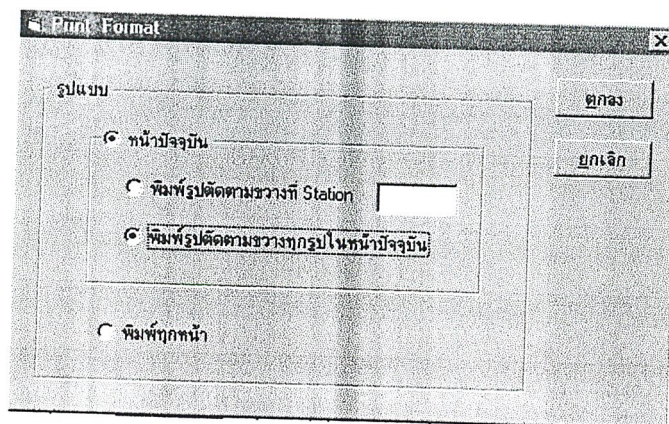 Print Format
รูปแบบ
ตกลง
หน้าปัจจุบัน
ยกเลิก
พิมพ์รูปตัดตามขวางที่ Station
พิมพ์รูปตัดตามขวางทุกรูปในหน้าปัจจุบัน
พิมพ์ทุกหน้า